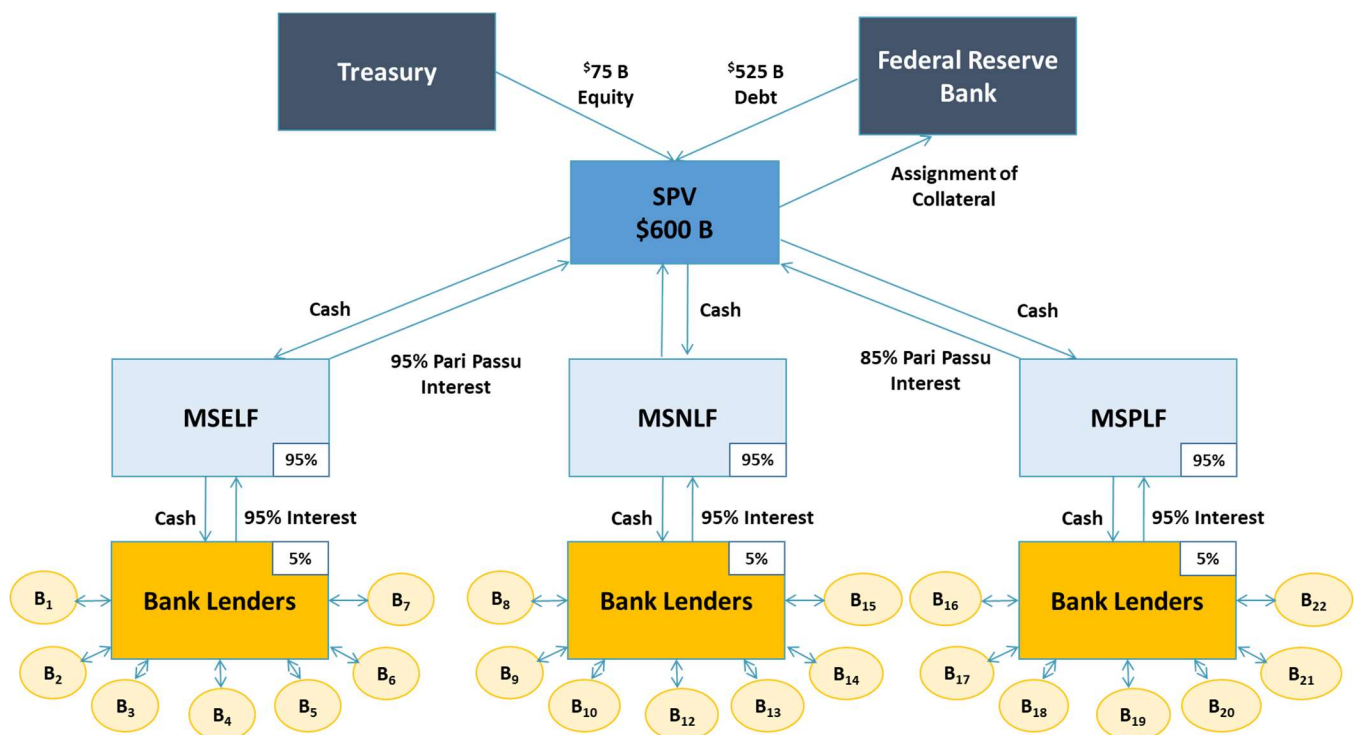 Treasury
$75 B
Equity
$525 B
Debt
Federal Reserve
Bank
SPV
$600 B
Assignment of
Collateral
Cash
95% Pari Passu
Interest
Cash
85% Pari Passu
Interest
Cash
MSELF
95%
MSNLF
95%
MSPLF
95%
Cash
95% Interest
Cash
95% Interest
Cash
95% Interest
Bank Lenders
5%
Bank Lenders
5%
Bank Lenders
5%
B1
B2
B3
B4
B5
B6
B7
B8
B9
B10
B12
B13
B14
B15
B16
B17
B18
B19
B20
B21
B22